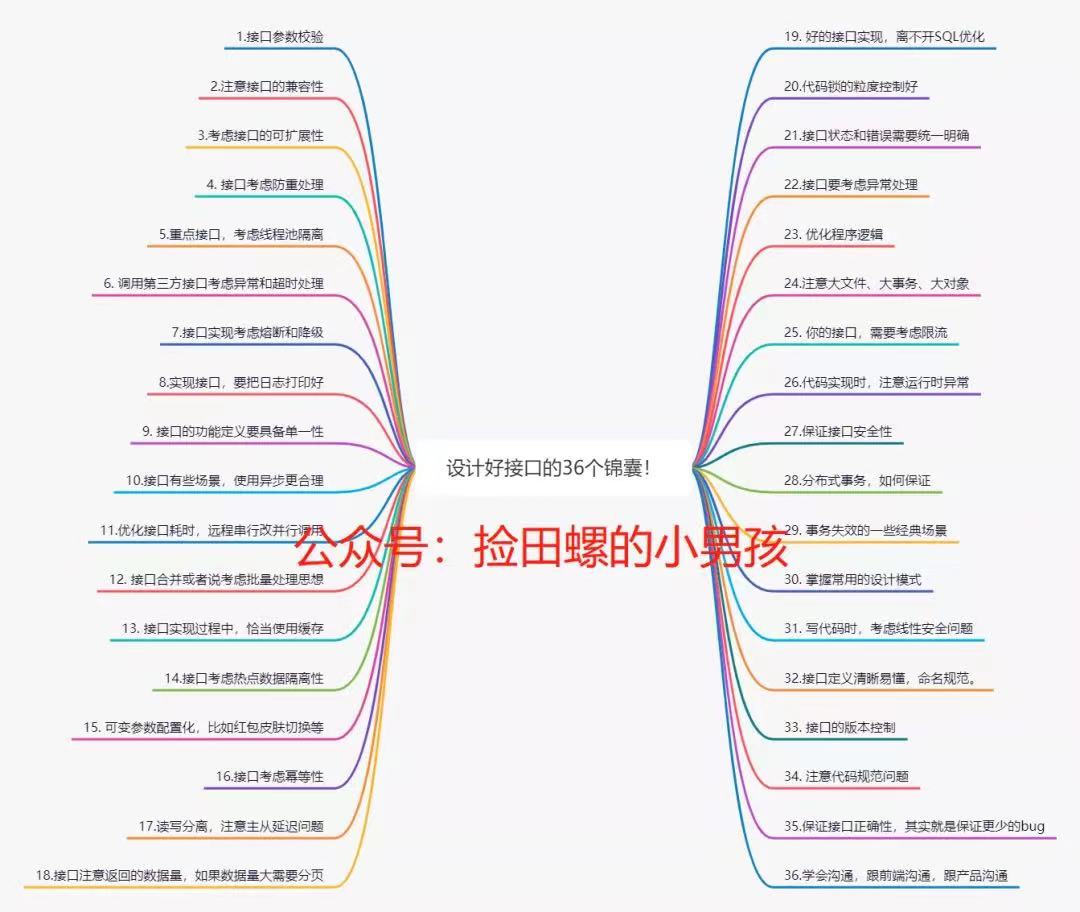 1.接口参数校验
2.注意接口的兼容性
3.考虑接口的可扩展性
4. 接口考虑防重处理
5.重点接口，考虑线程池隔离
6. 调用第三方接口考虑异常和超时处理
7.接口实现考虑熔断和降级
8.实现接口，要把日志打印好
9. 接口的功能定义要具备单一性
10.接口有些场景，使用异步更合理
11.优化接口耗时，远程串行改并行调用
12. 接口合并或者说考虑批量处理思想
13. 接口实现过程中，恰当使用缓存
14.接口考虑热点数据隔离性
15. 可变参数配置化，比如红包皮肤切换等
16.接口考虑幂等性
17.读写分离，注意主从延迟问题
18.接口注意返回的数据量，如果数据量大需要分页
设计好接口的36个锦囊！
公众号：捡田螺的小男孩
19. 好的接口实现，离不开SQL优化
20.代码锁的粒度控制好
21.接口状态和错误需要统一明确
22.接口要考虑异常处理
23. 优化程序逻辑
24.注意大文件、大事务、大对象
25. 你的接口，需要考虑限流
26.代码实现时，注意运行时异常
27.保证接口安全性
28.分布式事务，如何保证
29. 事务失效的一些经典场景
30. 掌握常用的设计模式
31. 写代码时，考虑线性安全问题
32.接口定义清晰易懂，命名规范。
33. 接口的版本控制
34. 注意代码规范问题
35.保证接口正确性，其实就是保证更少的bug
36.学会沟通，跟前端沟通，跟产品沟通